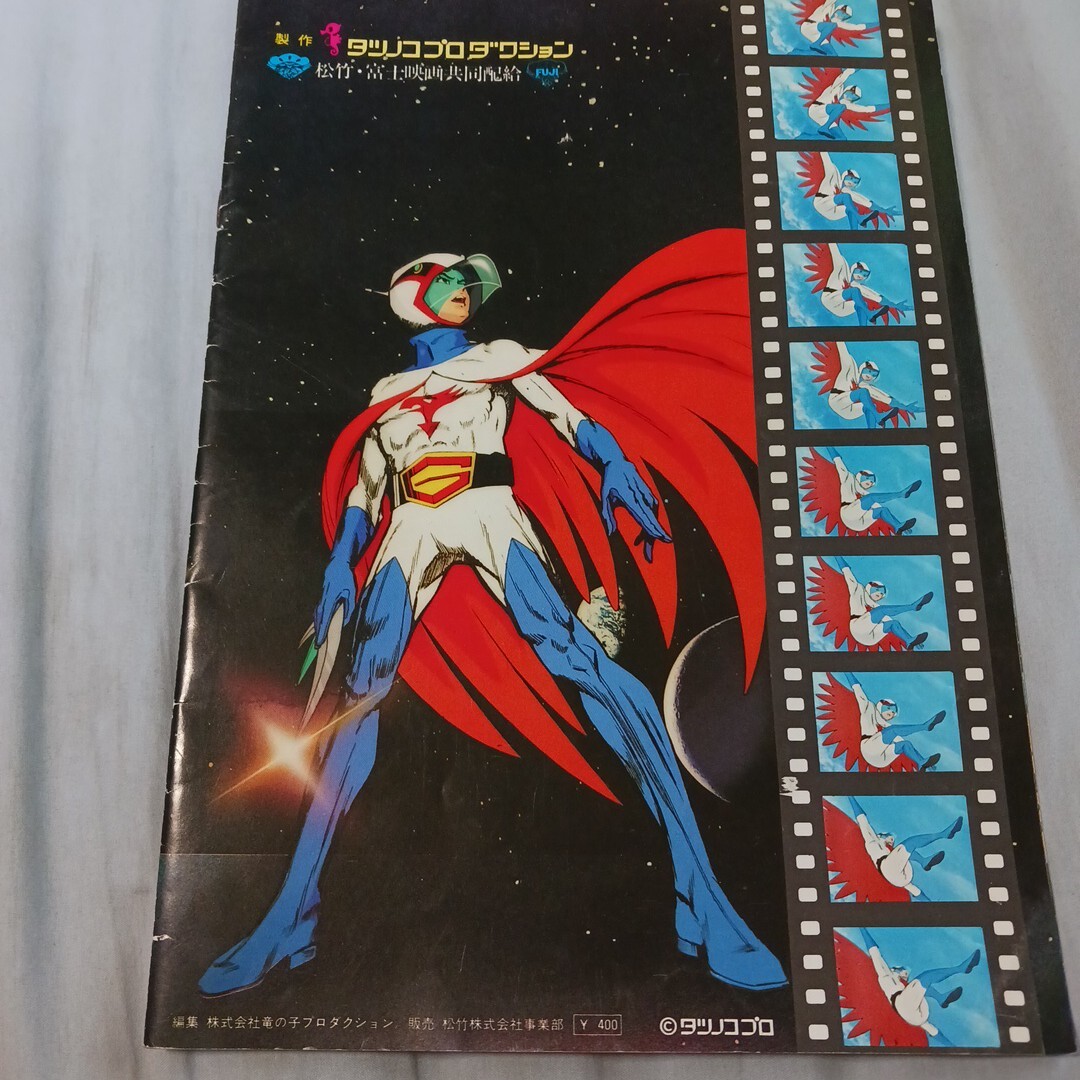 製作 タツノコプロダクション
松竹・富士映画共同配給 FUJI
G
編集 株式会社竜の子プロダクション 販売 松竹株式会社事業部 ¥ 400
©タツノコプロ